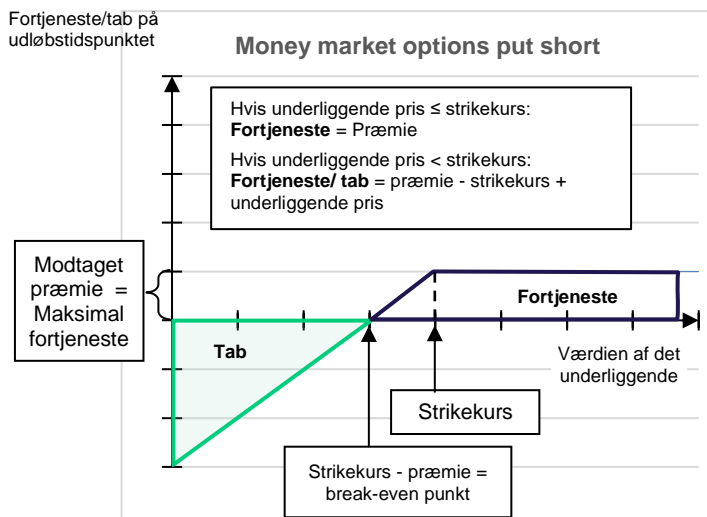 Fortjeneste/tab på
udløbstidspunktet
Money market options put short
Hvis underliggende pris ≤ strikekurs:
Fortjeneste = Præmie
Hvis underliggende pris < strikekurs:
Fortjeneste/ tab = præmie - strikekurs +
underliggende pris
Modtaget
præmie =
Maksimal
fortjeneste
Fortjeneste
Tab
Værdien af det
underliggende
Strikekurs
Strikekurs - præmie =
break-even punkt